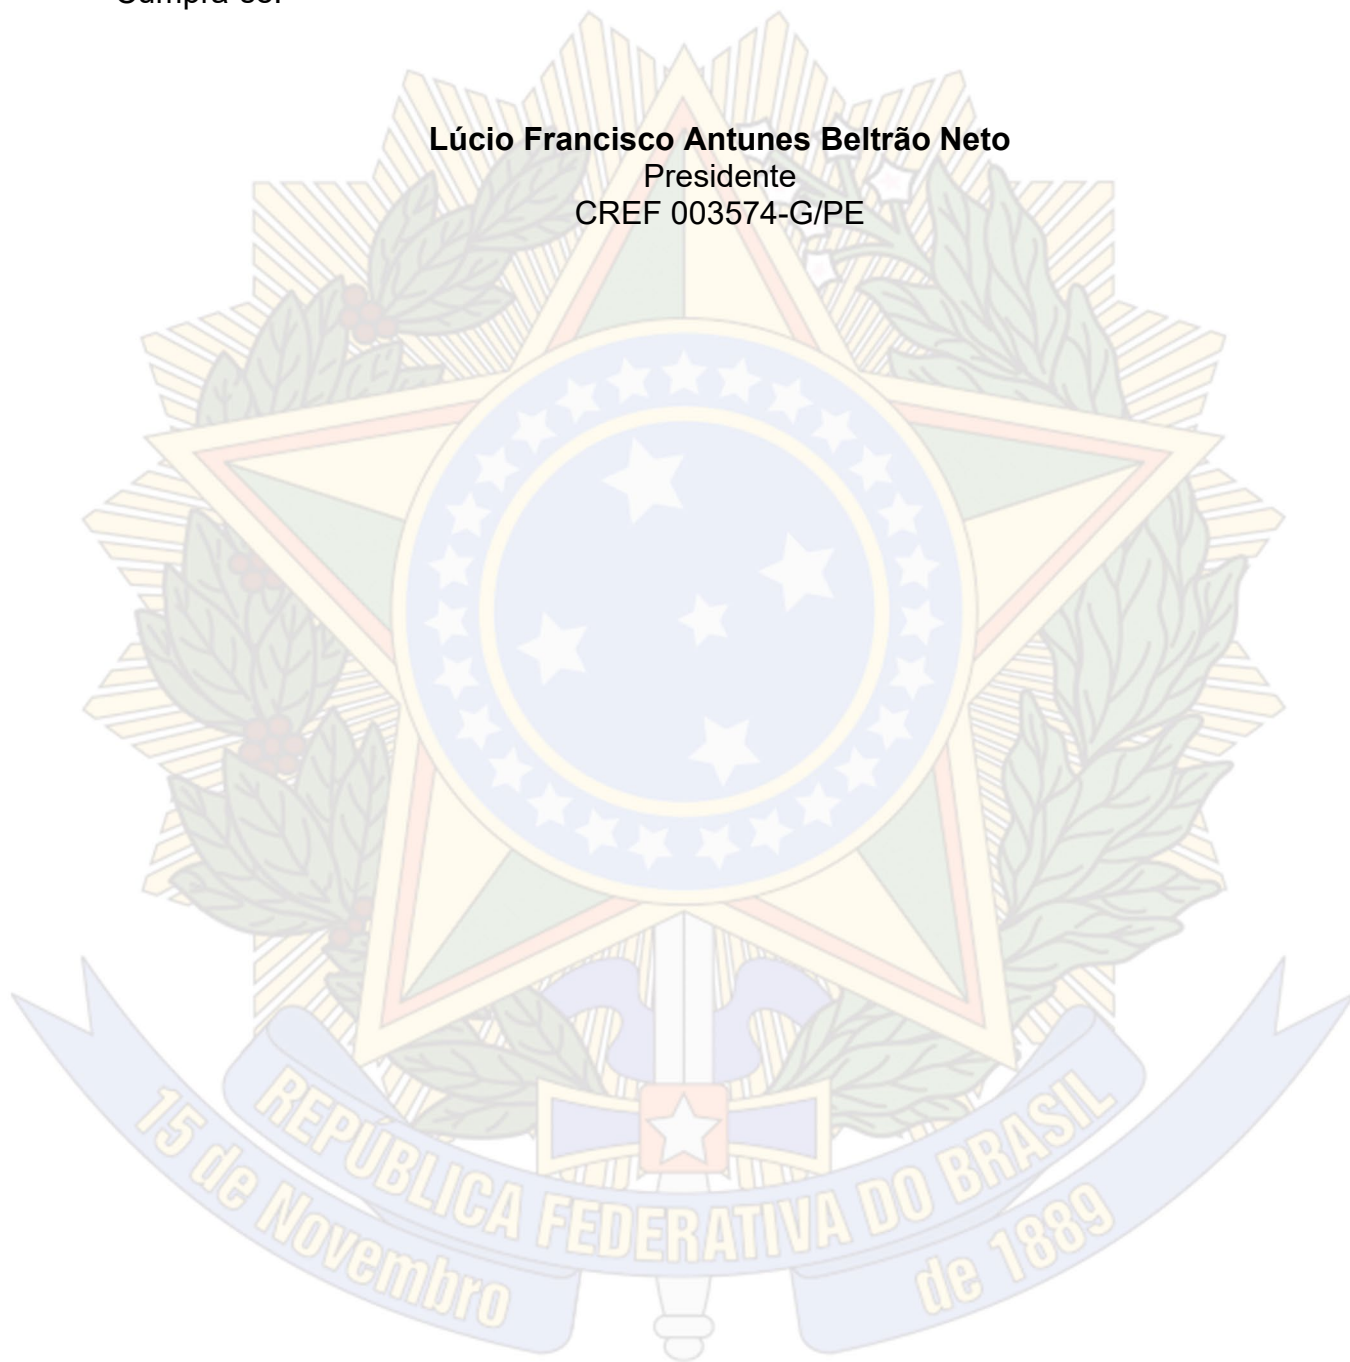 Cumpra-se.
Lúcio Francisco Antunes Beltrão Neto
Presidente
CREF 003574-G/PE
REPÚBLICA FEDERATIVA DO BRASIL
15 de Novembro
de 1889